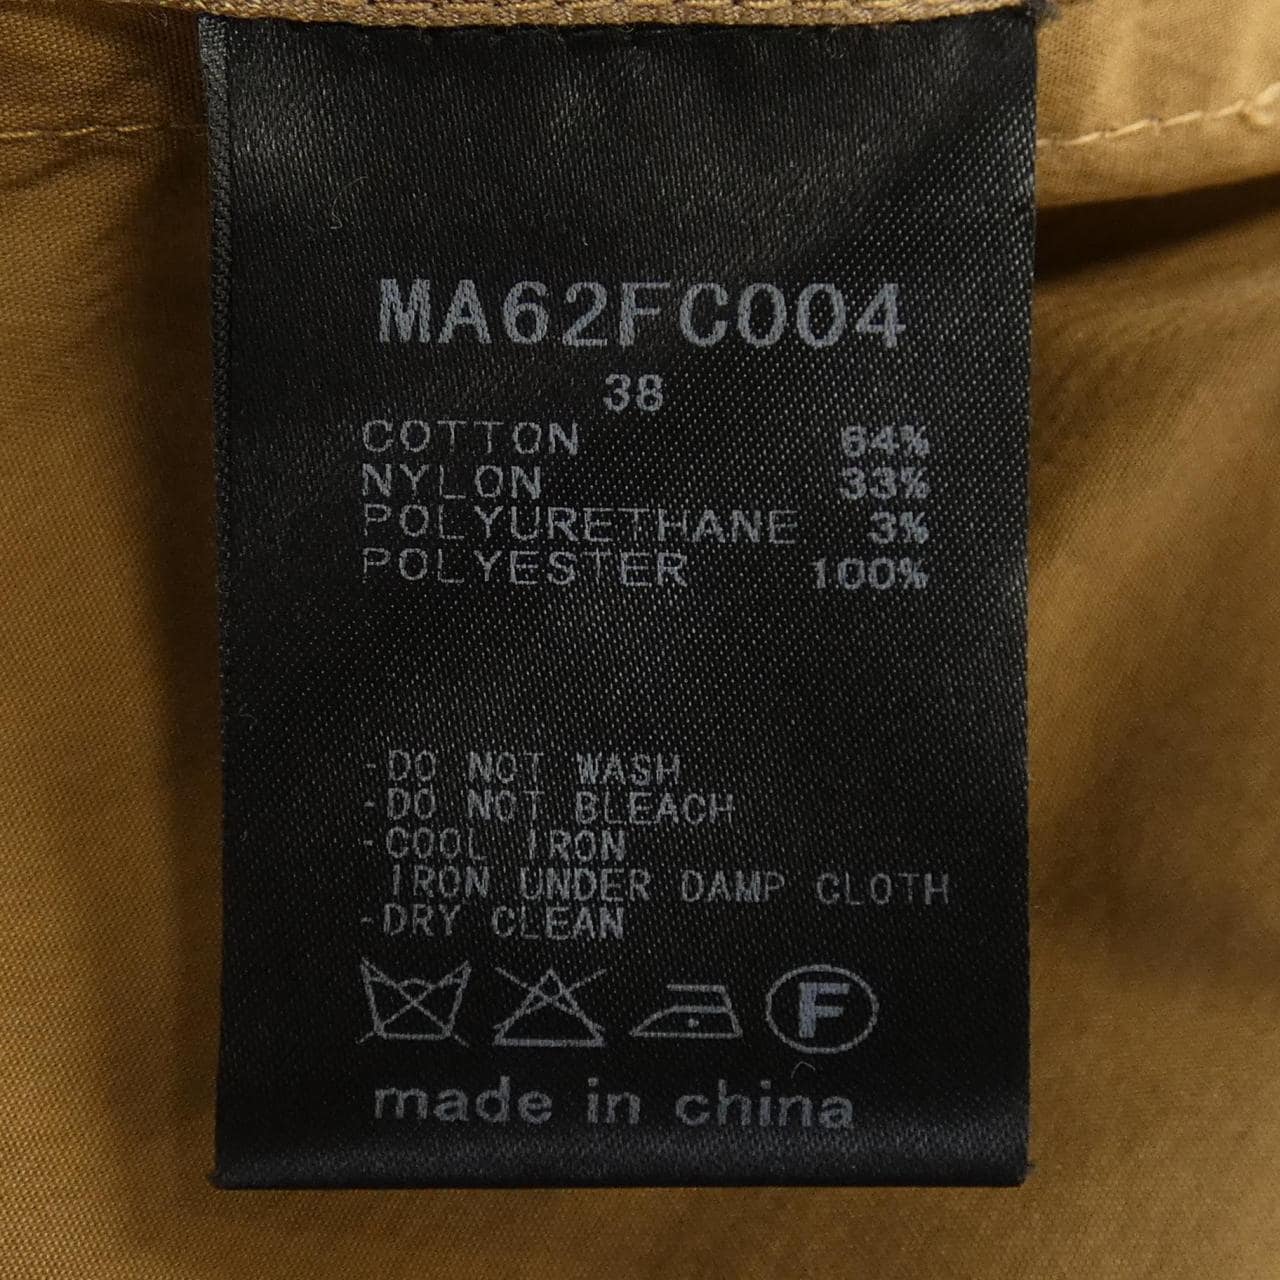 MA62FC004
38
COTTON 64%
NYLON 33%
POLYURETHANE 3%
POLYESTER 100%
-DO NOT WASH
-DO NOT BLEACH
-COOL IRON
IRON UNDER DAMP CLOTH
-DRY CLEAN
F
made in china